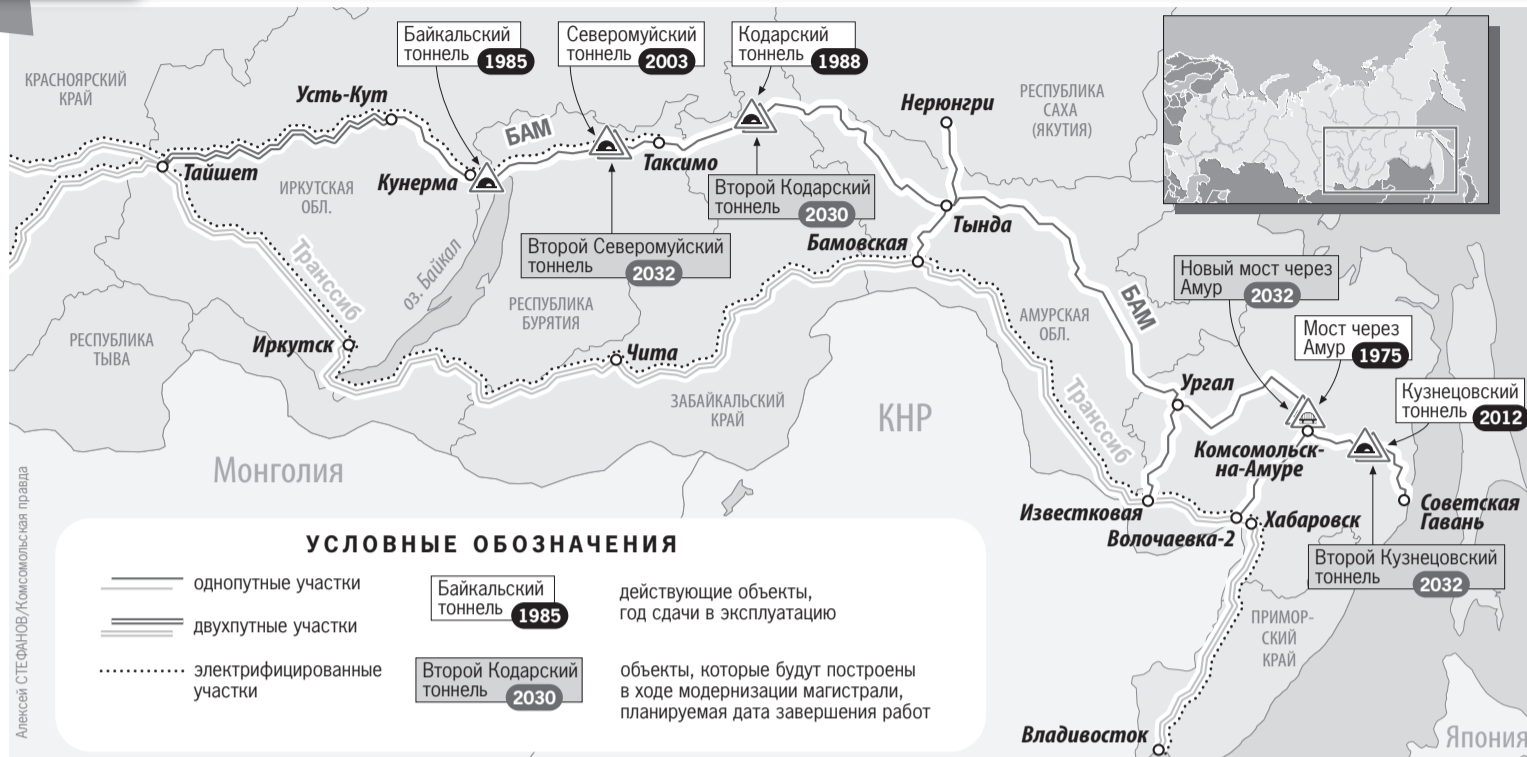 КРАСНОЯРСКИЙ
КРАЙ
Байкальский
тоннель 1985
Северомуйский
тоннель 2003
Кодарский
тоннель 1988
Усть-Кут
БАМ
Нерюнгри
РЕСПУБЛИКА
САХА
(ЯКУТИЯ)
Тайшет
ИРКУТСКАЯ
ОБЛ.
Кунерма
Таксимо
Второй Кодарский
тоннель 2030
Тында
Второй Северомуйский
тоннель 2032
Бамовская
Транссиб
оз. Байкал
РЕСПУБЛИКА
БУРЯТИЯ
РЕСПУБЛИКА
ТЫВА
Иркутск
Чита
ЗАБАЙКАЛЬСКИЙ
КРАЙ
АМУРСКАЯ
ОБЛ.
БАМ
Новый мост через
Амур 2032
Мост через
Амур 1975
Кузнецовский
тоннель 2012
Ургал
Транссиб
КНР
Монголия
Комсомольск-
на-Амуре
Известковая
Волочаевка-2
Хабаровск
Советская
Гавань
Второй Кузнецовский
тоннель 2032
ПРИМОР-
СКИЙ
КРАЙ
Владивосток
Япония
УСЛОВНЫЕ ОБОЗНАЧЕНИЯ
однопутные участки
двухпутные участки
электрифицированные
участки
Байкальский
тоннель 1985
действующие объекты,
год сдачи в эксплуатацию
Второй Кодарский
тоннель 2030
объекты, которые будут построены
в ходе модернизации магистрали,
планируемая дата завершения работ
Алексей СТЕФАНОВ/Комсомольская правда